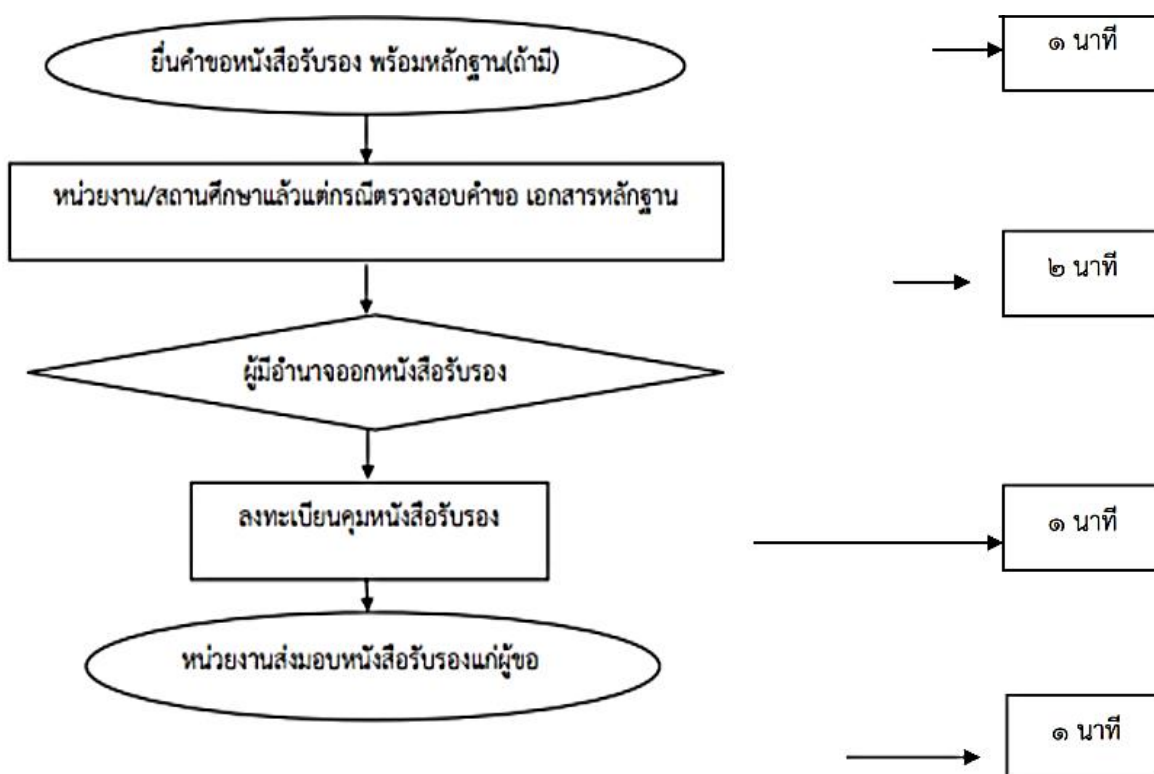 ยื่นคำขอหนังสือรับรอง พร้อมหลักฐาน(ถ้ามี)
๑ นาที
หน่วยงาน/สถานศึกษาแล้วแต่กรณีตรวจสอบคำขอ เอกสารหลักฐาน
๒ นาที
ผู้มีอำนาจออกหนังสือรับรอง
ลงทะเบียนคุมหนังสือรับรอง
๑ นาที
หน่วยงานส่งมอบหนังสือรับรองแก่ผู้ขอ
๑ นาที